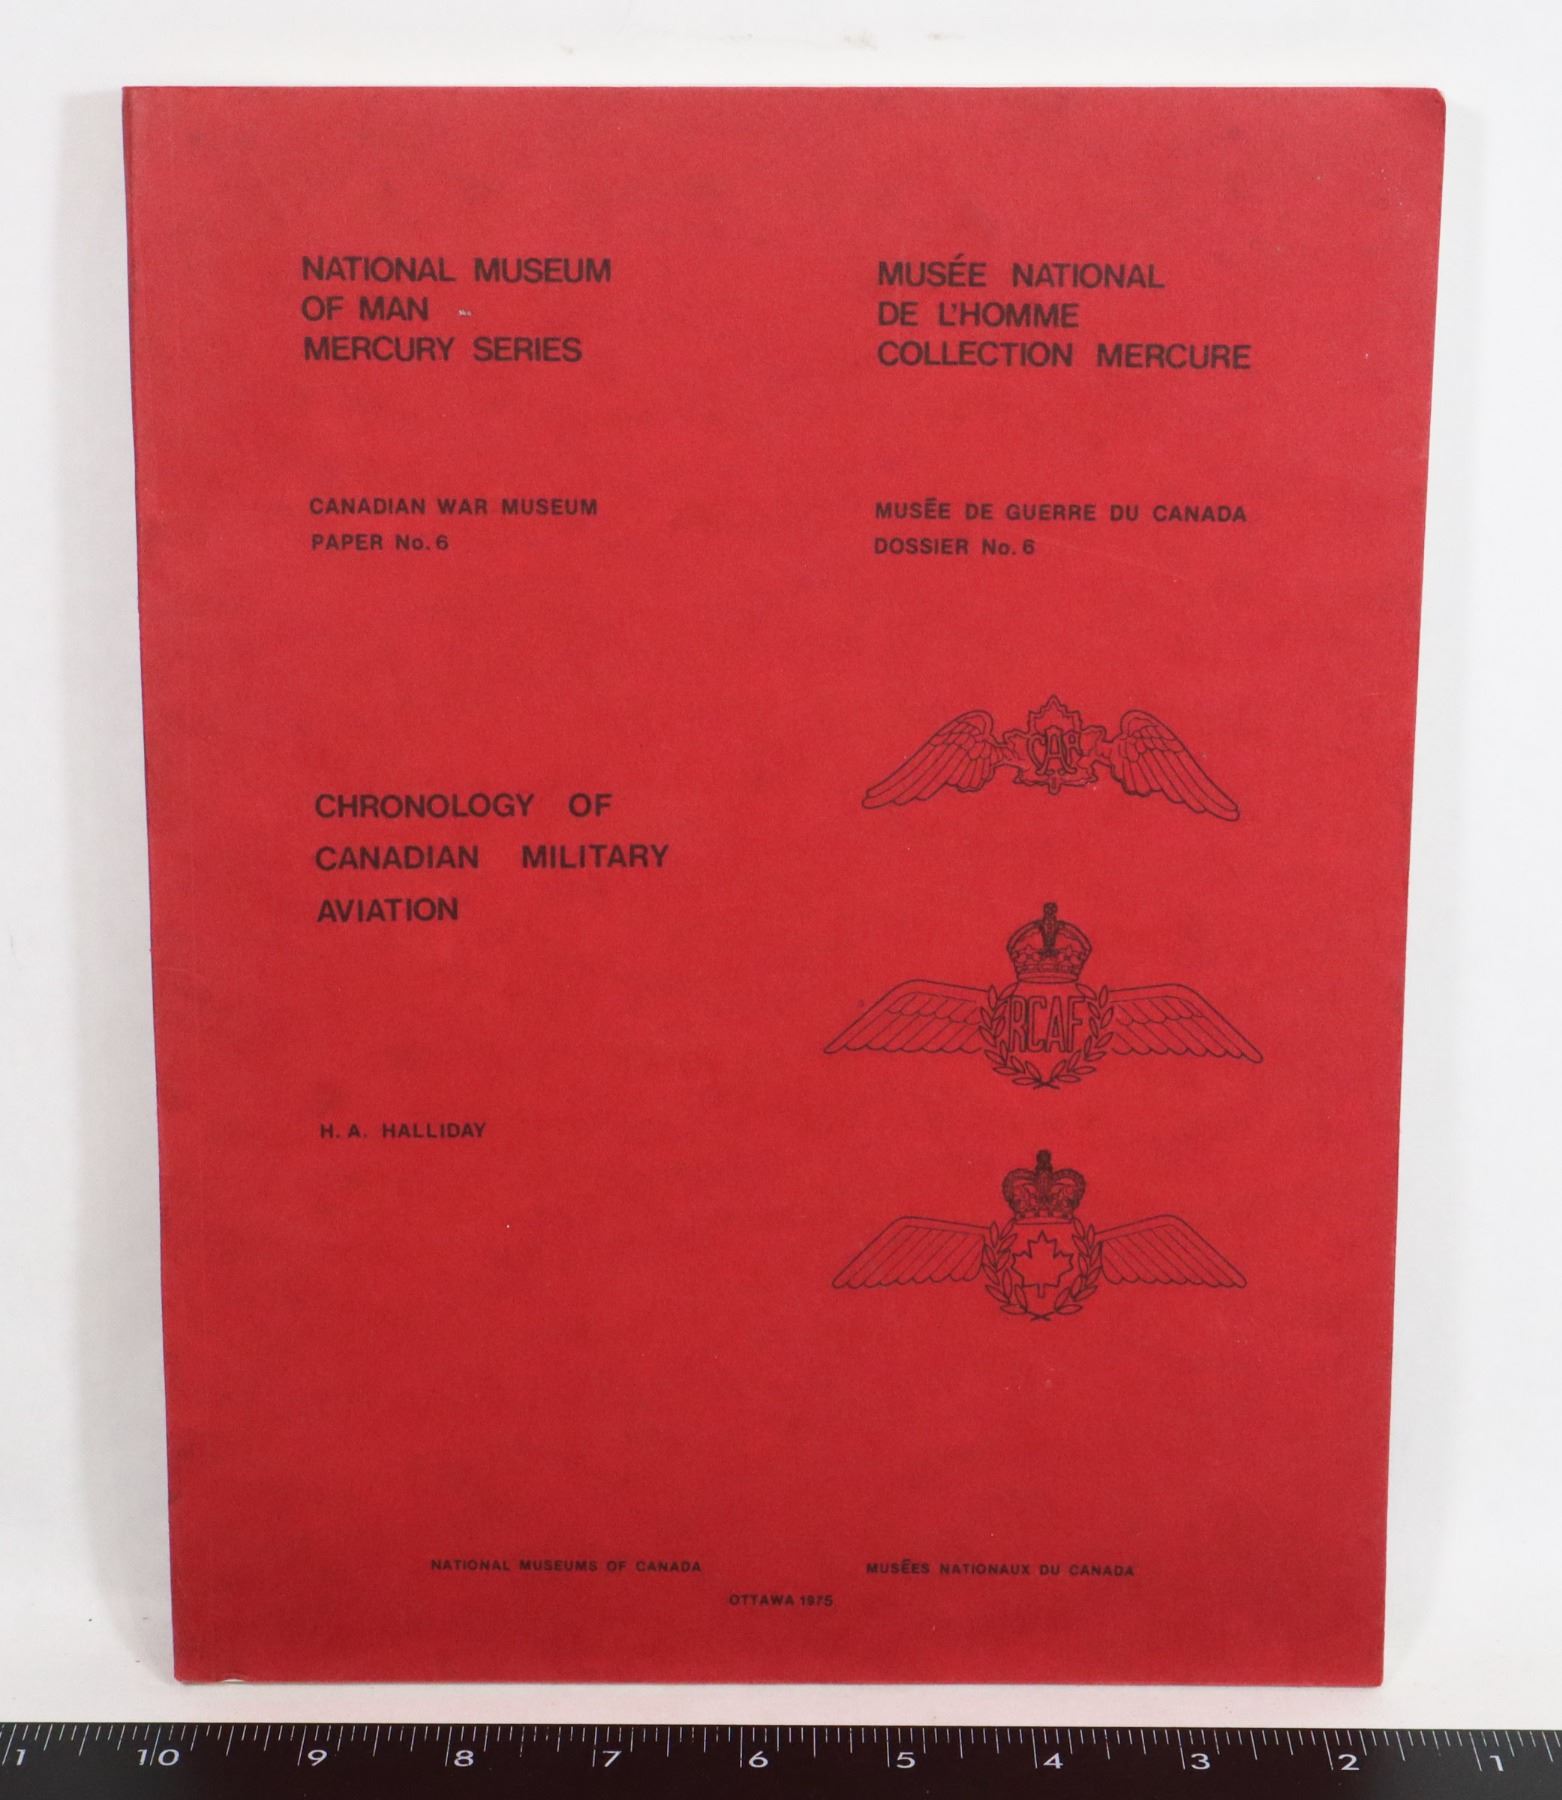 NATIONAL MUSEUM
OF MAN
MERCURY SERIES
MUSÉE NATIONAL
DE L'HOMME
COLLECTION MERCURE
CANADIAN WAR MUSEUM
PAPER No. 6
MUSÉE DE GUERRE DU CANADA
DOSSIER No. 6
CHRONOLOGY OF
CANADIAN MILITARY
AVIATION
H. A. HALLIDAY
CAF
RCAF
NATIONAL MUSEUMS OF CANADA
MUSÉES NATIONAUX DU CANADA
OTTAWA 1975
11 10 9 8 7 6 5 4 3 2 1